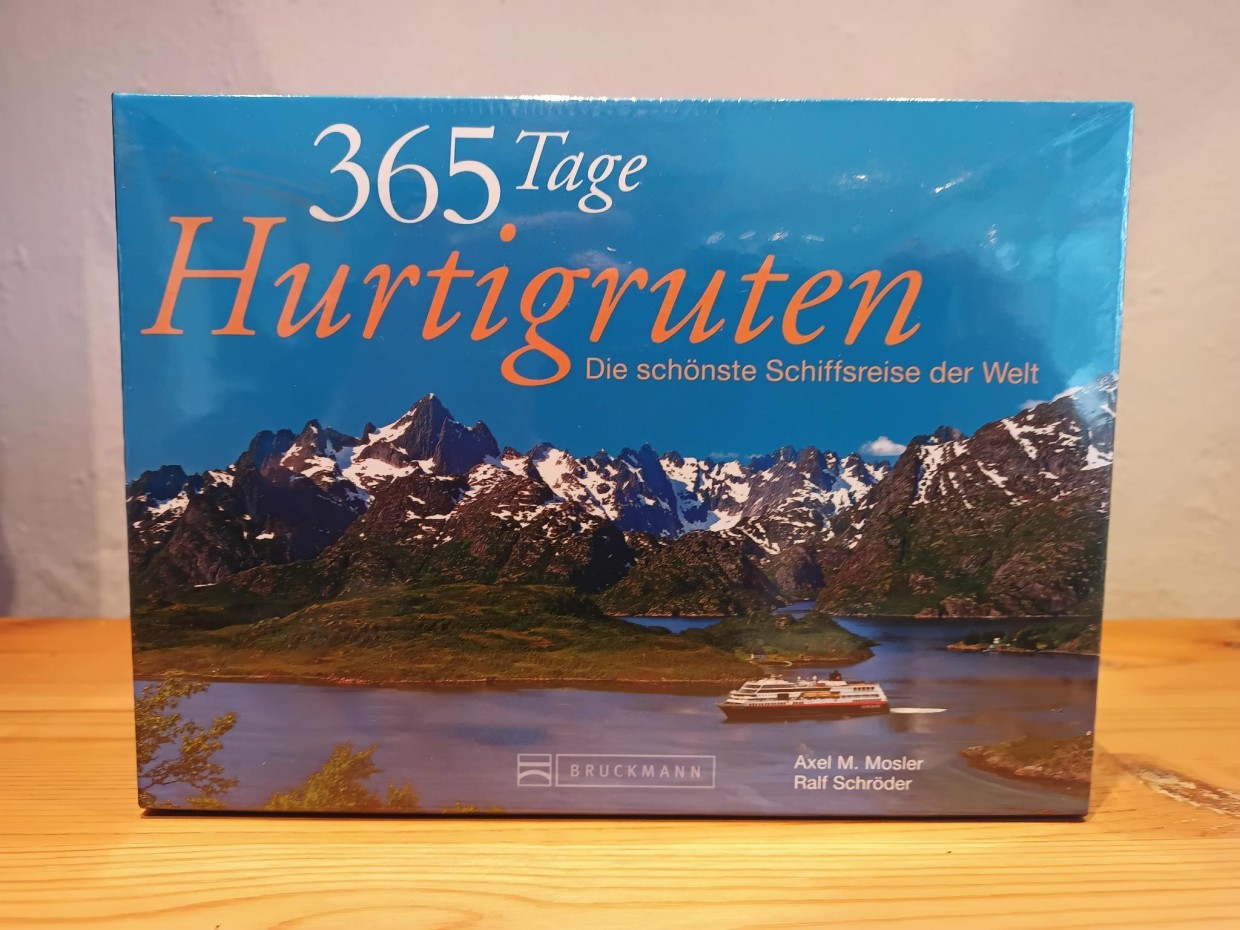 365 Tage
Hurtigruten
Die schönste Schiffsreise der Welt
BRUCKMANN
Axel M. Mosler
Ralf Schröder